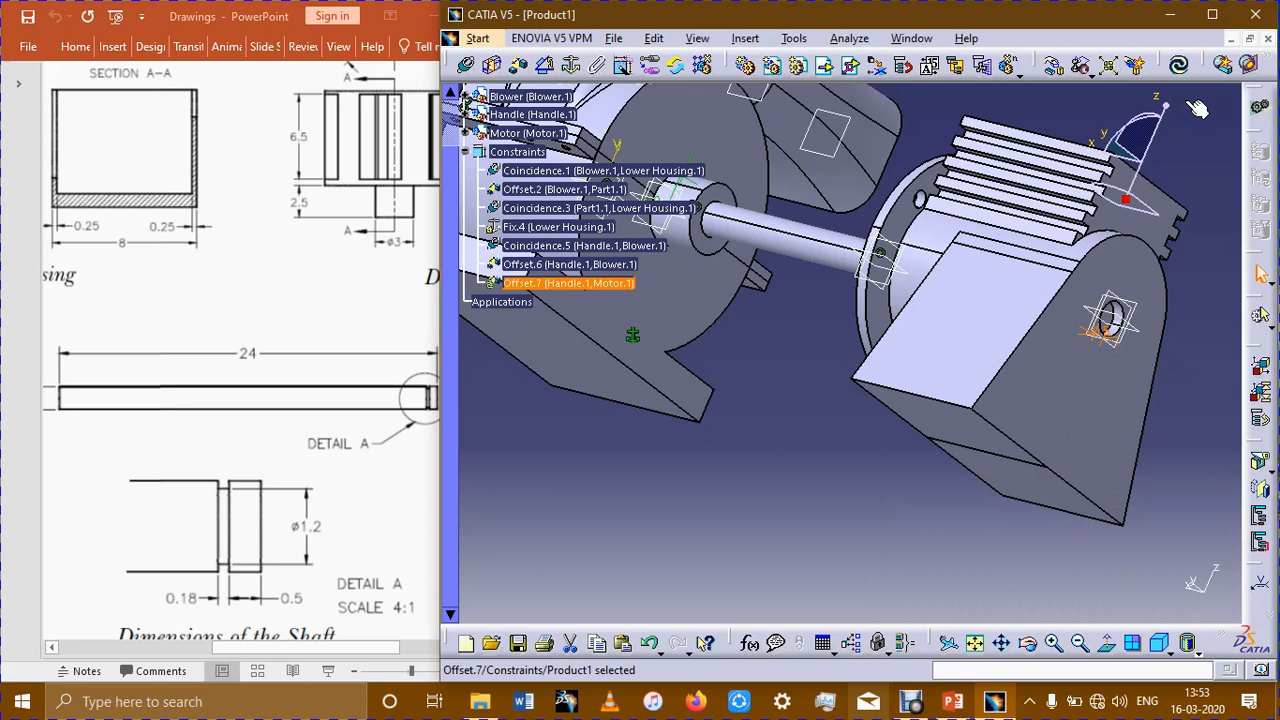 Drawings - PowerPoint
Sign in
File Home Insert Desig Transit Anima Slide S Review View Help Tell
SECTION A-A
A
6.5
2.5
A
0.25
0.25
8
ø3
24
DETAIL A
ø1.2
0.18
0.5
DETAIL A
SCALE 4:1
Dimensions of the Shaft
Notes
Comments
CATIA V5 - [Product1]
Start ENOVIA V5 VPM File Edit View Insert Tools Analyze Window Help
Blower (Blower.1)
Handle (Handle.1)
Motor (Motor.1)
Constraints
Coincidence.1 (Blower.1,Lower Housing.1)
Offset.2 (Blower.1,Part1.1)
Coincidence.3 (Part1.1,Lower Housing.1)
Fix.4 (Lower Housing.1)
Coincidence.5 (Handle.1,Blower.1)
Offset.6 (Handle.1,Blower.1)
Offset.7 (Handle.1,Motor.1)
Applications
z
y
x
y
z
CATIA
Offset.7/Constraints/Product1 selected
Type here to search
ENG
13:53
16-03-2020